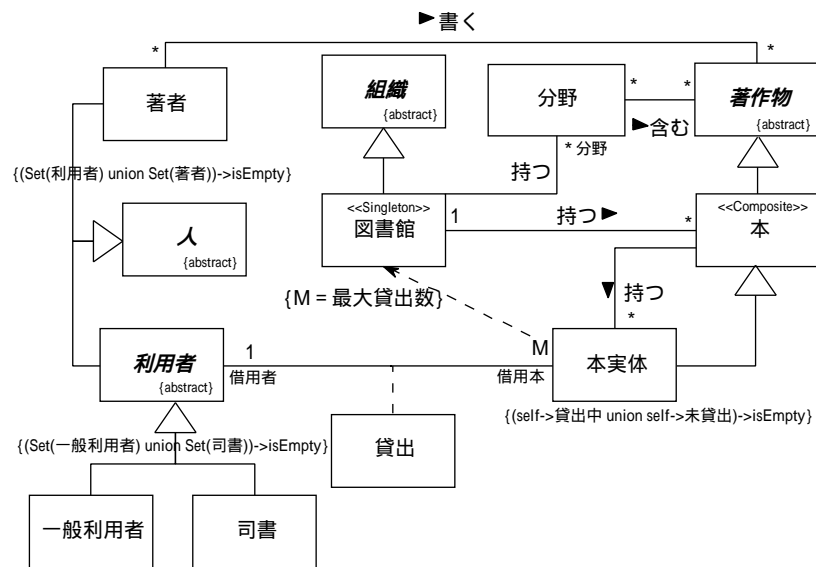 ▶書く
*
*
著者
組織
{abstract}
分野
*
*
著作物
{abstract}
▶含む
* 分野
{(Set(利用者) union Set(著者))->isEmpty}
持つ
<<Singleton>>
図書館
1
持つ▶
*
<<Composite>>
本
人
{abstract}
▼持つ
*
{M = 最大貸出数}
利用者
{abstract}
1
借用者
M
借用本
本実体
{(self->貸出中 union self->未貸出)->isEmpty}
{(Set(一般利用者) union Set(司書))->isEmpty}
貸出
一般利用者
司書